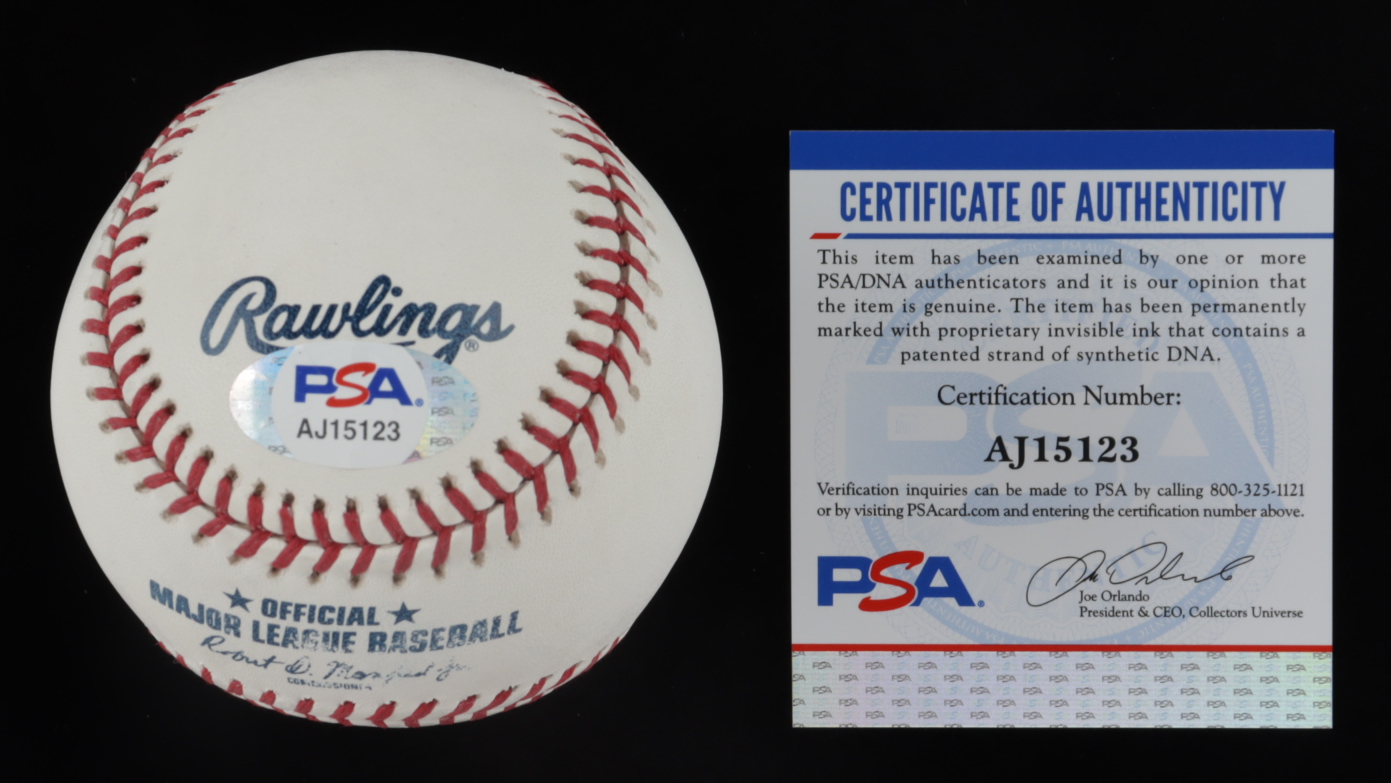 Rawlings®
PSA®
AJ15123
OFFICIAL
MAJOR LEAGUE BASEBALL
Robert D. Manfred Jr.
COMMISSIONER
CERTIFICATE OF AUTHENTICITY
This item has been examined by one or more
PSA/DNA authenticators and it is our opinion that
the item is genuine. The item has been permanently
marked with proprietary invisible ink that contains a
patented strand of synthetic DNA.
Certification Number:
AJ15123
Verification inquiries can be made to PSA by calling 800-325-1121
or by visiting PSAcard.com and entering the certification number above.
PSA®
Joe Orlando
President & CEO, Collectors Universe